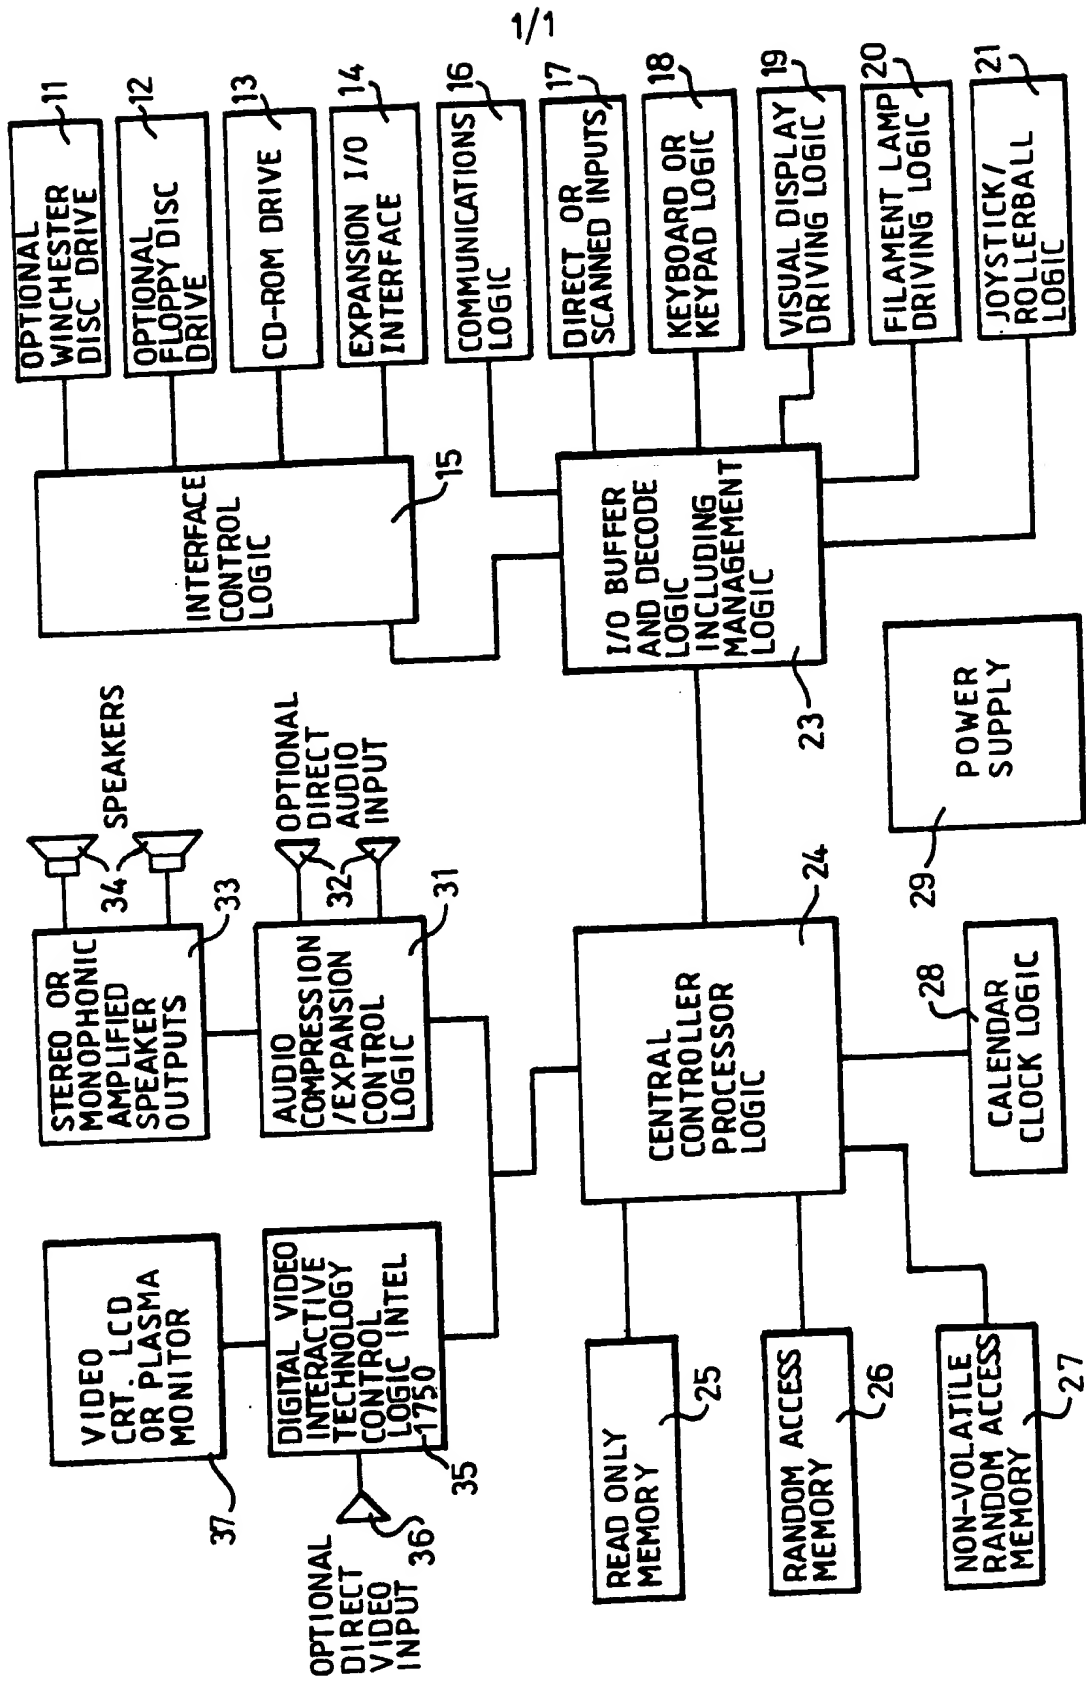 1/1
OPTIONAL
WINCHESTER
DISC DRIVE
11
OPTIONAL
FLOPPY DISC
DRIVE
12
CD-ROM DRIVE
13
EXPANSION I/O
INTERFACE
14
INTERFACE
CONTROL
LOGIC
15
COMMUNICATIONS
LOGIC
16
DIRECT OR
SCANNED INPUTS
17
KEYBOARD OR
KEYPAD LOGIC
18
VISUAL DISPLAY
DRIVING LOGIC
19
FILAMENT LAMP
DRIVING LOGIC
20
JOYSTICK/
ROLLERBALL
LOGIC
21
I/O BUFFER
AND DECODE
LOGIC
INCLUDING
MANAGEMENT
LOGIC
23
POWER
SUPPLY
29
SPEAKERS
34
STEREO OR
MONOPHONIC
AMPLIFIED
SPEAKER
OUTPUTS
33
OPTIONAL
DIRECT
AUDIO
INPUT
32
AUDIO
COMPRESSION
/EXPANSION
CONTROL
LOGIC
31
CENTRAL
CONTROLLER
PROCESSOR
LOGIC
24
CALENDAR
CLOCK LOGIC
28
VIDEO
CRT. LCD
OR PLASMA
MONITOR
37
DIGITAL VIDEO
INTERACTIVE
TECHNOLOGY
CONTROL
LOGIC INTEL
1750
35
OPTIONAL
DIRECT
VIDEO
INPUT
36
READ ONLY
MEMORY
25
RANDOM ACCESS
MEMORY
26
NON-VOLATILE
RANDOM ACCESS
MEMORY
27